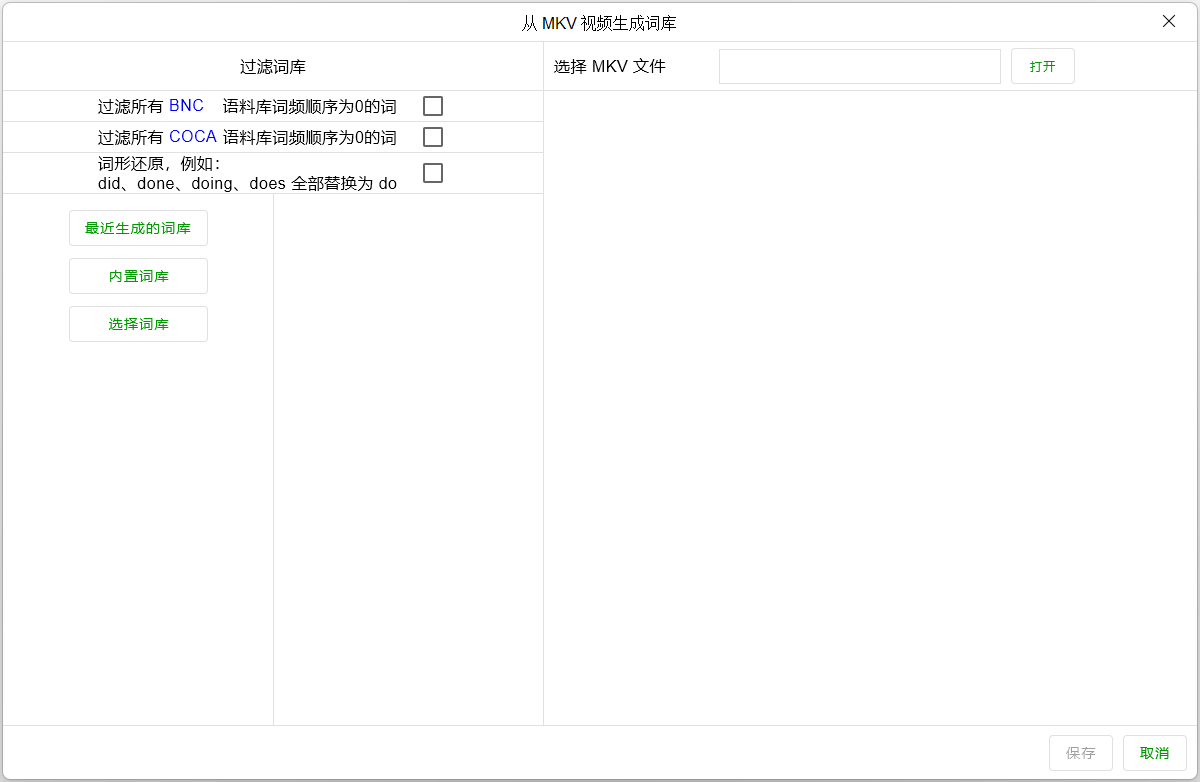 从 MKV 视频生成词库
过滤词库
选择 MKV 文件
打开
过滤所有 BNC 语料库词频顺序为0的词
过滤所有 COCA 语料库词频顺序为0的词
词形还原，例如：
did、done、doing、does 全部替换为 do
最近生成的词库
内置词库
选择词库
保存
取消